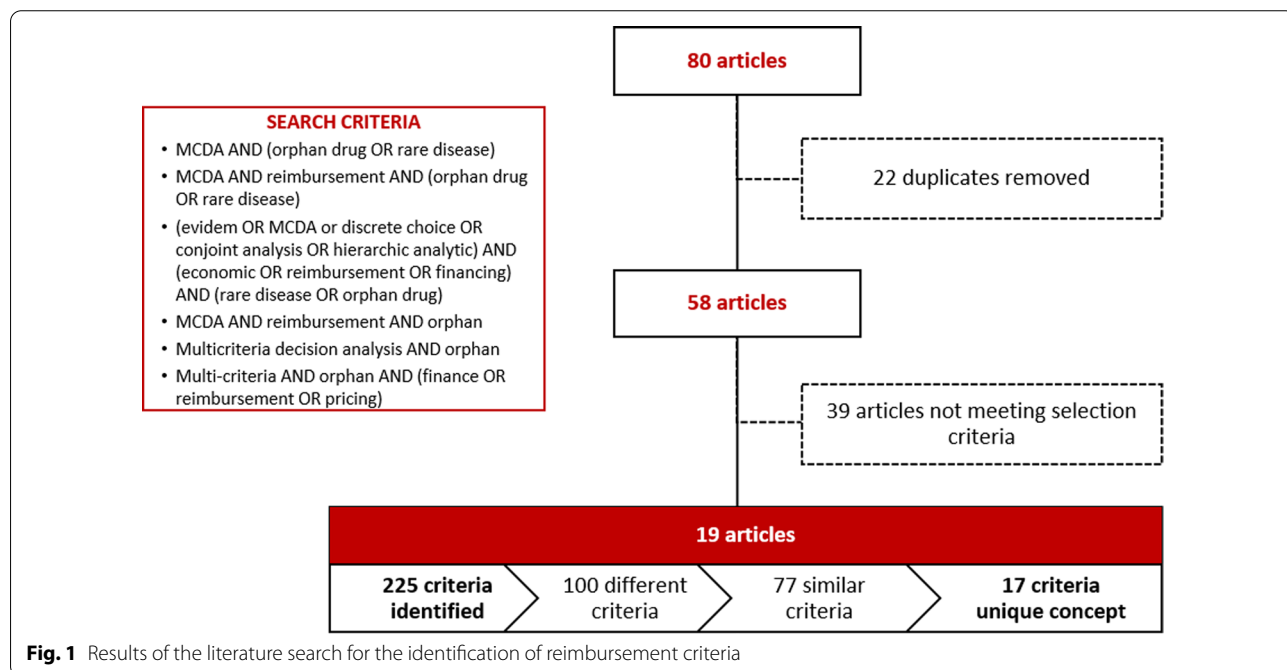 80 articles
SEARCH CRITERIA
• MCDA AND (orphan drug OR rare disease)
• MCDA AND reimbursement AND (orphan drug
OR rare disease)
• (evidem OR MCDA or discrete choice OR
conjoint analysis OR hierarchic analytic) AND
(economic OR reimbursement OR financing)
AND (rare disease OR orphan drug)
• MCDA AND reimbursement AND orphan
• Multicriteria decision analysis AND orphan
• Multi-criteria AND orphan AND (finance OR
reimbursement OR pricing)
22 duplicates removed
58 articles
39 articles not meeting selection
criteria
19 articles
225 criteria
identified
100 different
criteria
77 similar
criteria
17 criteria
unique concept
Fig. 1 Results of the literature search for the identification of reimbursement criteria